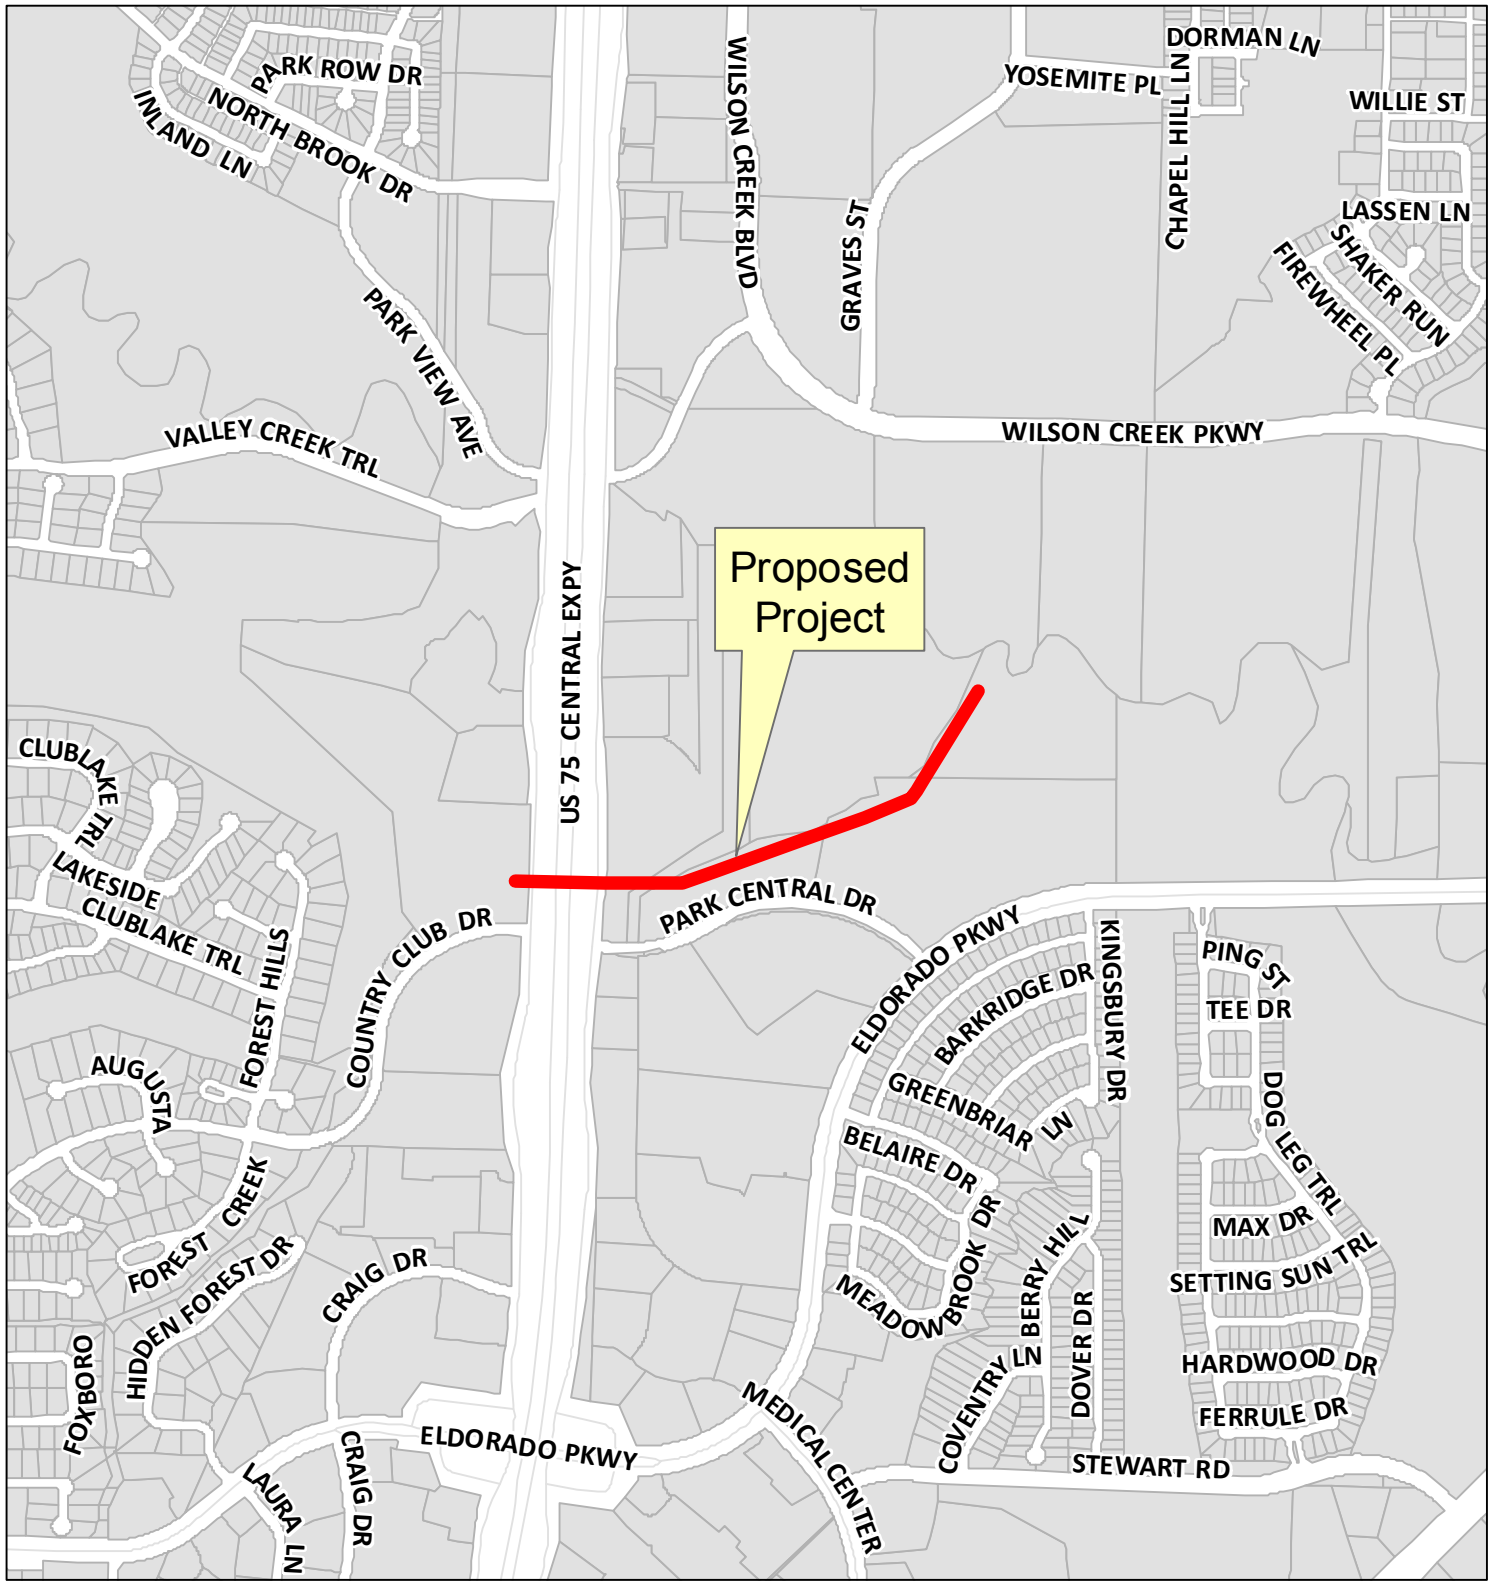 DORMAN LN
PARK ROW DR
YOSEMITE PL
WILLIE ST
INLAND LN
NORTH BROOK DR
WILSON CREEK BLVD
CHAPEL HILL LN
LASSEN LN
GRAVES ST
SHAKER RUN
FIREWHEEL PL
PARK VIEW AVE
VALLEY CREEK TRL
WILSON CREEK PKWY
Proposed
Project
US 75 CENTRAL EXPY
CLUBLAKE TRL
LAKESIDE
CLUBLAKE TRL
PARK CENTRAL DR
COUNTRY CLUB DR
FOREST HILLS
ELDORADO PKWY
KINGSBURY DR
PING ST
BARKRIDGE DR
TEE DR
AUGUSTA
GREENBRIAR LN
DOG LEG TRL
BELAIRE DR
FOREST CREEK
MAX DR
HIDDEN FOREST DR
CRAIG DR
MEADOWBROOK DR
BERRY HILL
SETTING SUN TRL
DOVER DR
FOXBORO
COVENTRY LN
HARDWOOD DR
FERRULE DR
ELDORADO PKWY
MEDICAL CENTER
STEWART RD
LAURA LN
CRAIG DR